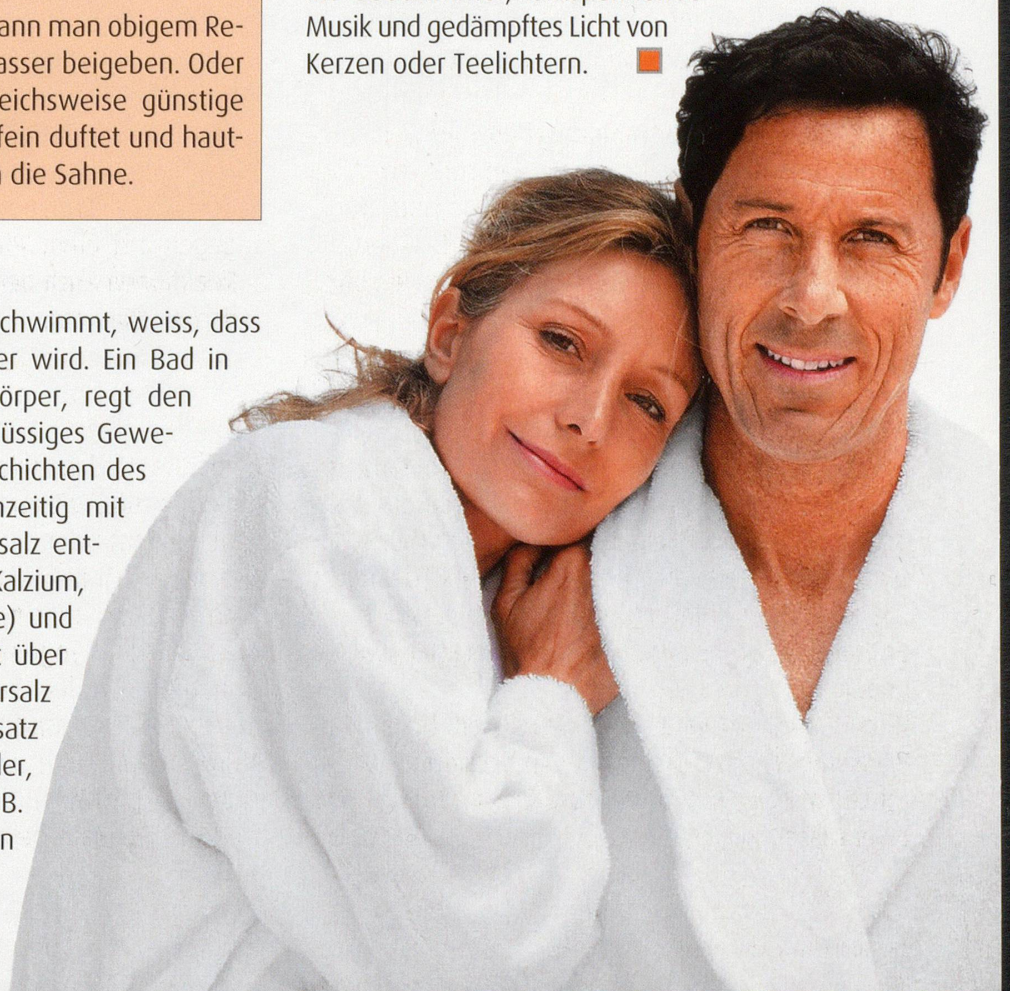 ann man obigem Re-
asser beigeben. Oder
eichsweise günstige
fein duftet und haut-
die Sahne.
chwimmt, weiss, dass
er wird. Ein Bad in
örper, regt den
üssiges Gewe-
chichten des
nzeitig mit
salz ent-
Kalzium,
e) und
über
rsalz
satz
ler,
B.
n
Musik und gedämpftes Licht von
Kerzen oder Teelichtern.